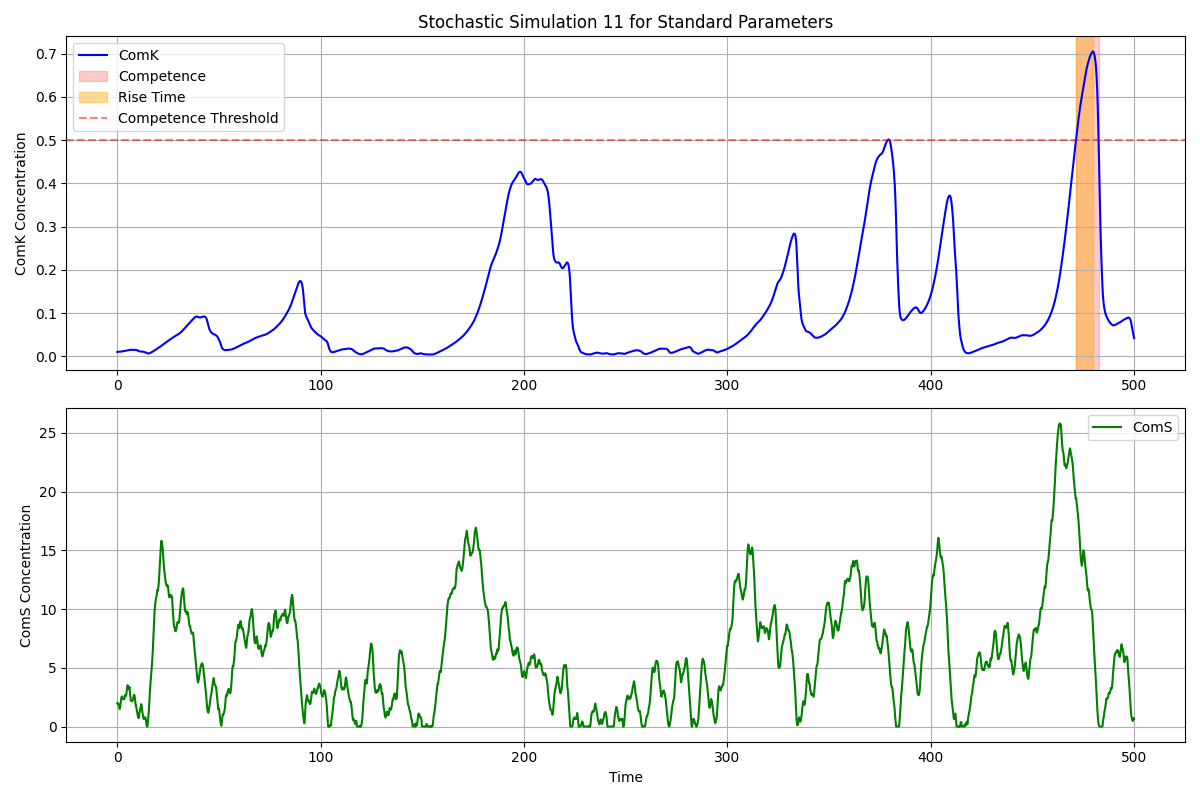 Stochastic Simulation 11 for Standard Parameters
ComK Concentration
0.7
0.6
0.5
0.4
0.3
0.2
0.1
0.0
ComK
Competence
Rise Time
Competence Threshold
0 100 200 300 400 500
ComS Concentration
25
20
15
10
5
0
ComS
0 100 200 300 400 500
Time